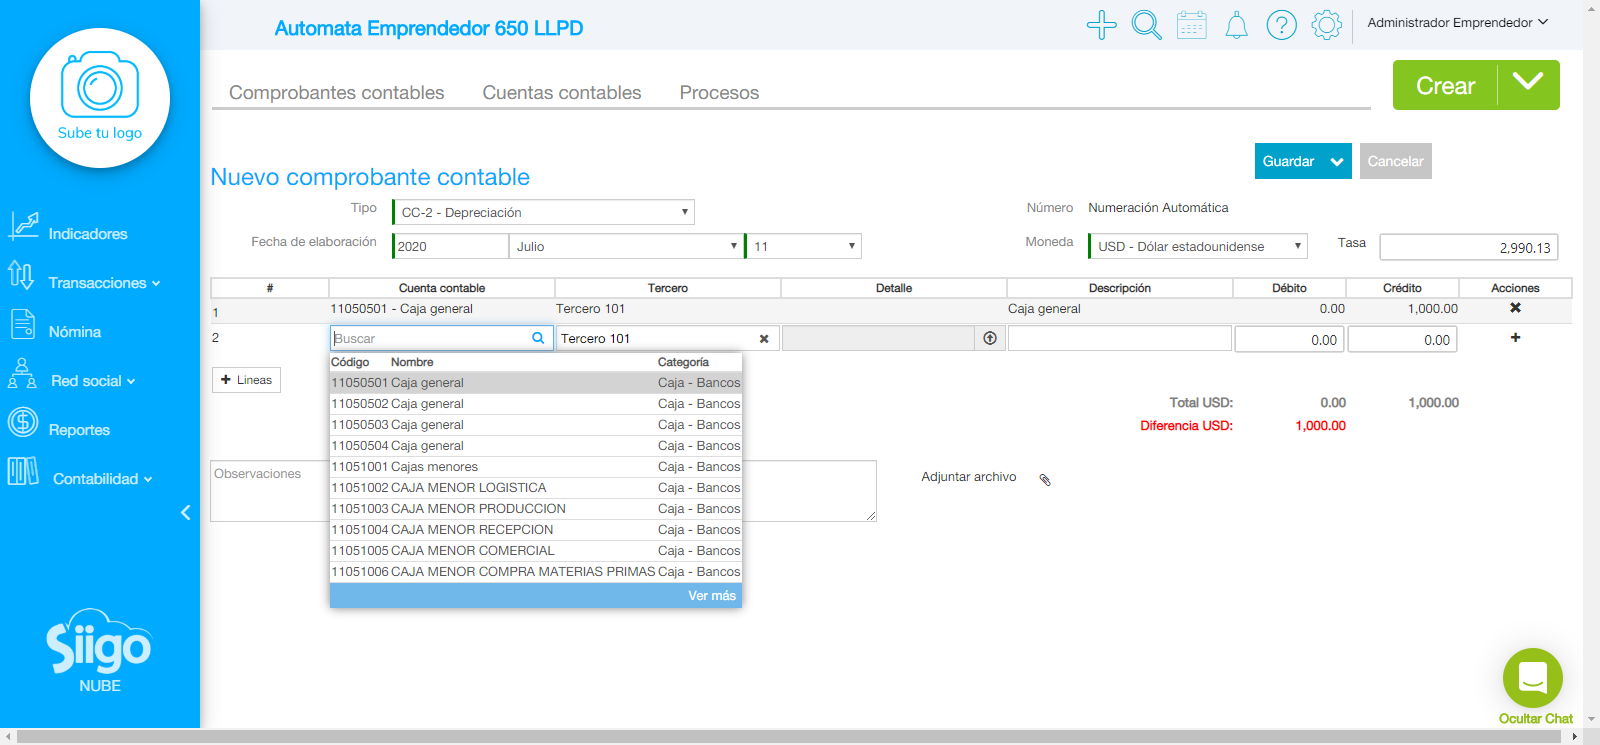 Automata Emprendedor 650 LLPD
Administrador Emprendedor
Sube tu logo
Comprobantes contables Cuentas contables Procesos
Crear
Guardar Cancelar
Nuevo comprobante contable
Tipo CC-2 - Depreciación Número Numeración Automática
Fecha de elaboración 2020 Julio 11 Moneda USD - Dólar estadounidense Tasa 2,990.13
Indicadores
Transacciones
Nómina
Red social
Reportes
Contabilidad
# Cuenta contable Tercero Detalle Descripción Débito Crédito Acciones
1 11050501 - Caja general Tercero 101 Caja general 0.00 1,000.00
2 Buscar Tercero 101 0.00 0.00
Código Nombre Categoría
11050501 Caja general Caja - Bancos
11050502 Caja general Caja - Bancos
11050503 Caja general Caja - Bancos
11050504 Caja general Caja - Bancos
11051001 Cajas menores Caja - Bancos
11051002 CAJA MENOR LOGISTICA Caja - Bancos
11051003 CAJA MENOR PRODUCCION Caja - Bancos
11051004 CAJA MENOR RECEPCION Caja - Bancos
11051005 CAJA MENOR COMERCIAL Caja - Bancos
11051006 CAJA MENOR COMPRA MATERIAS PRIMAS Caja - Bancos
Ver más
Lineas
Total USD: 0.00 1,000.00
Diferencia USD: 1,000.00
Observaciones
Adjuntar archivo
Siigo
NUBE
Ocultar Chat